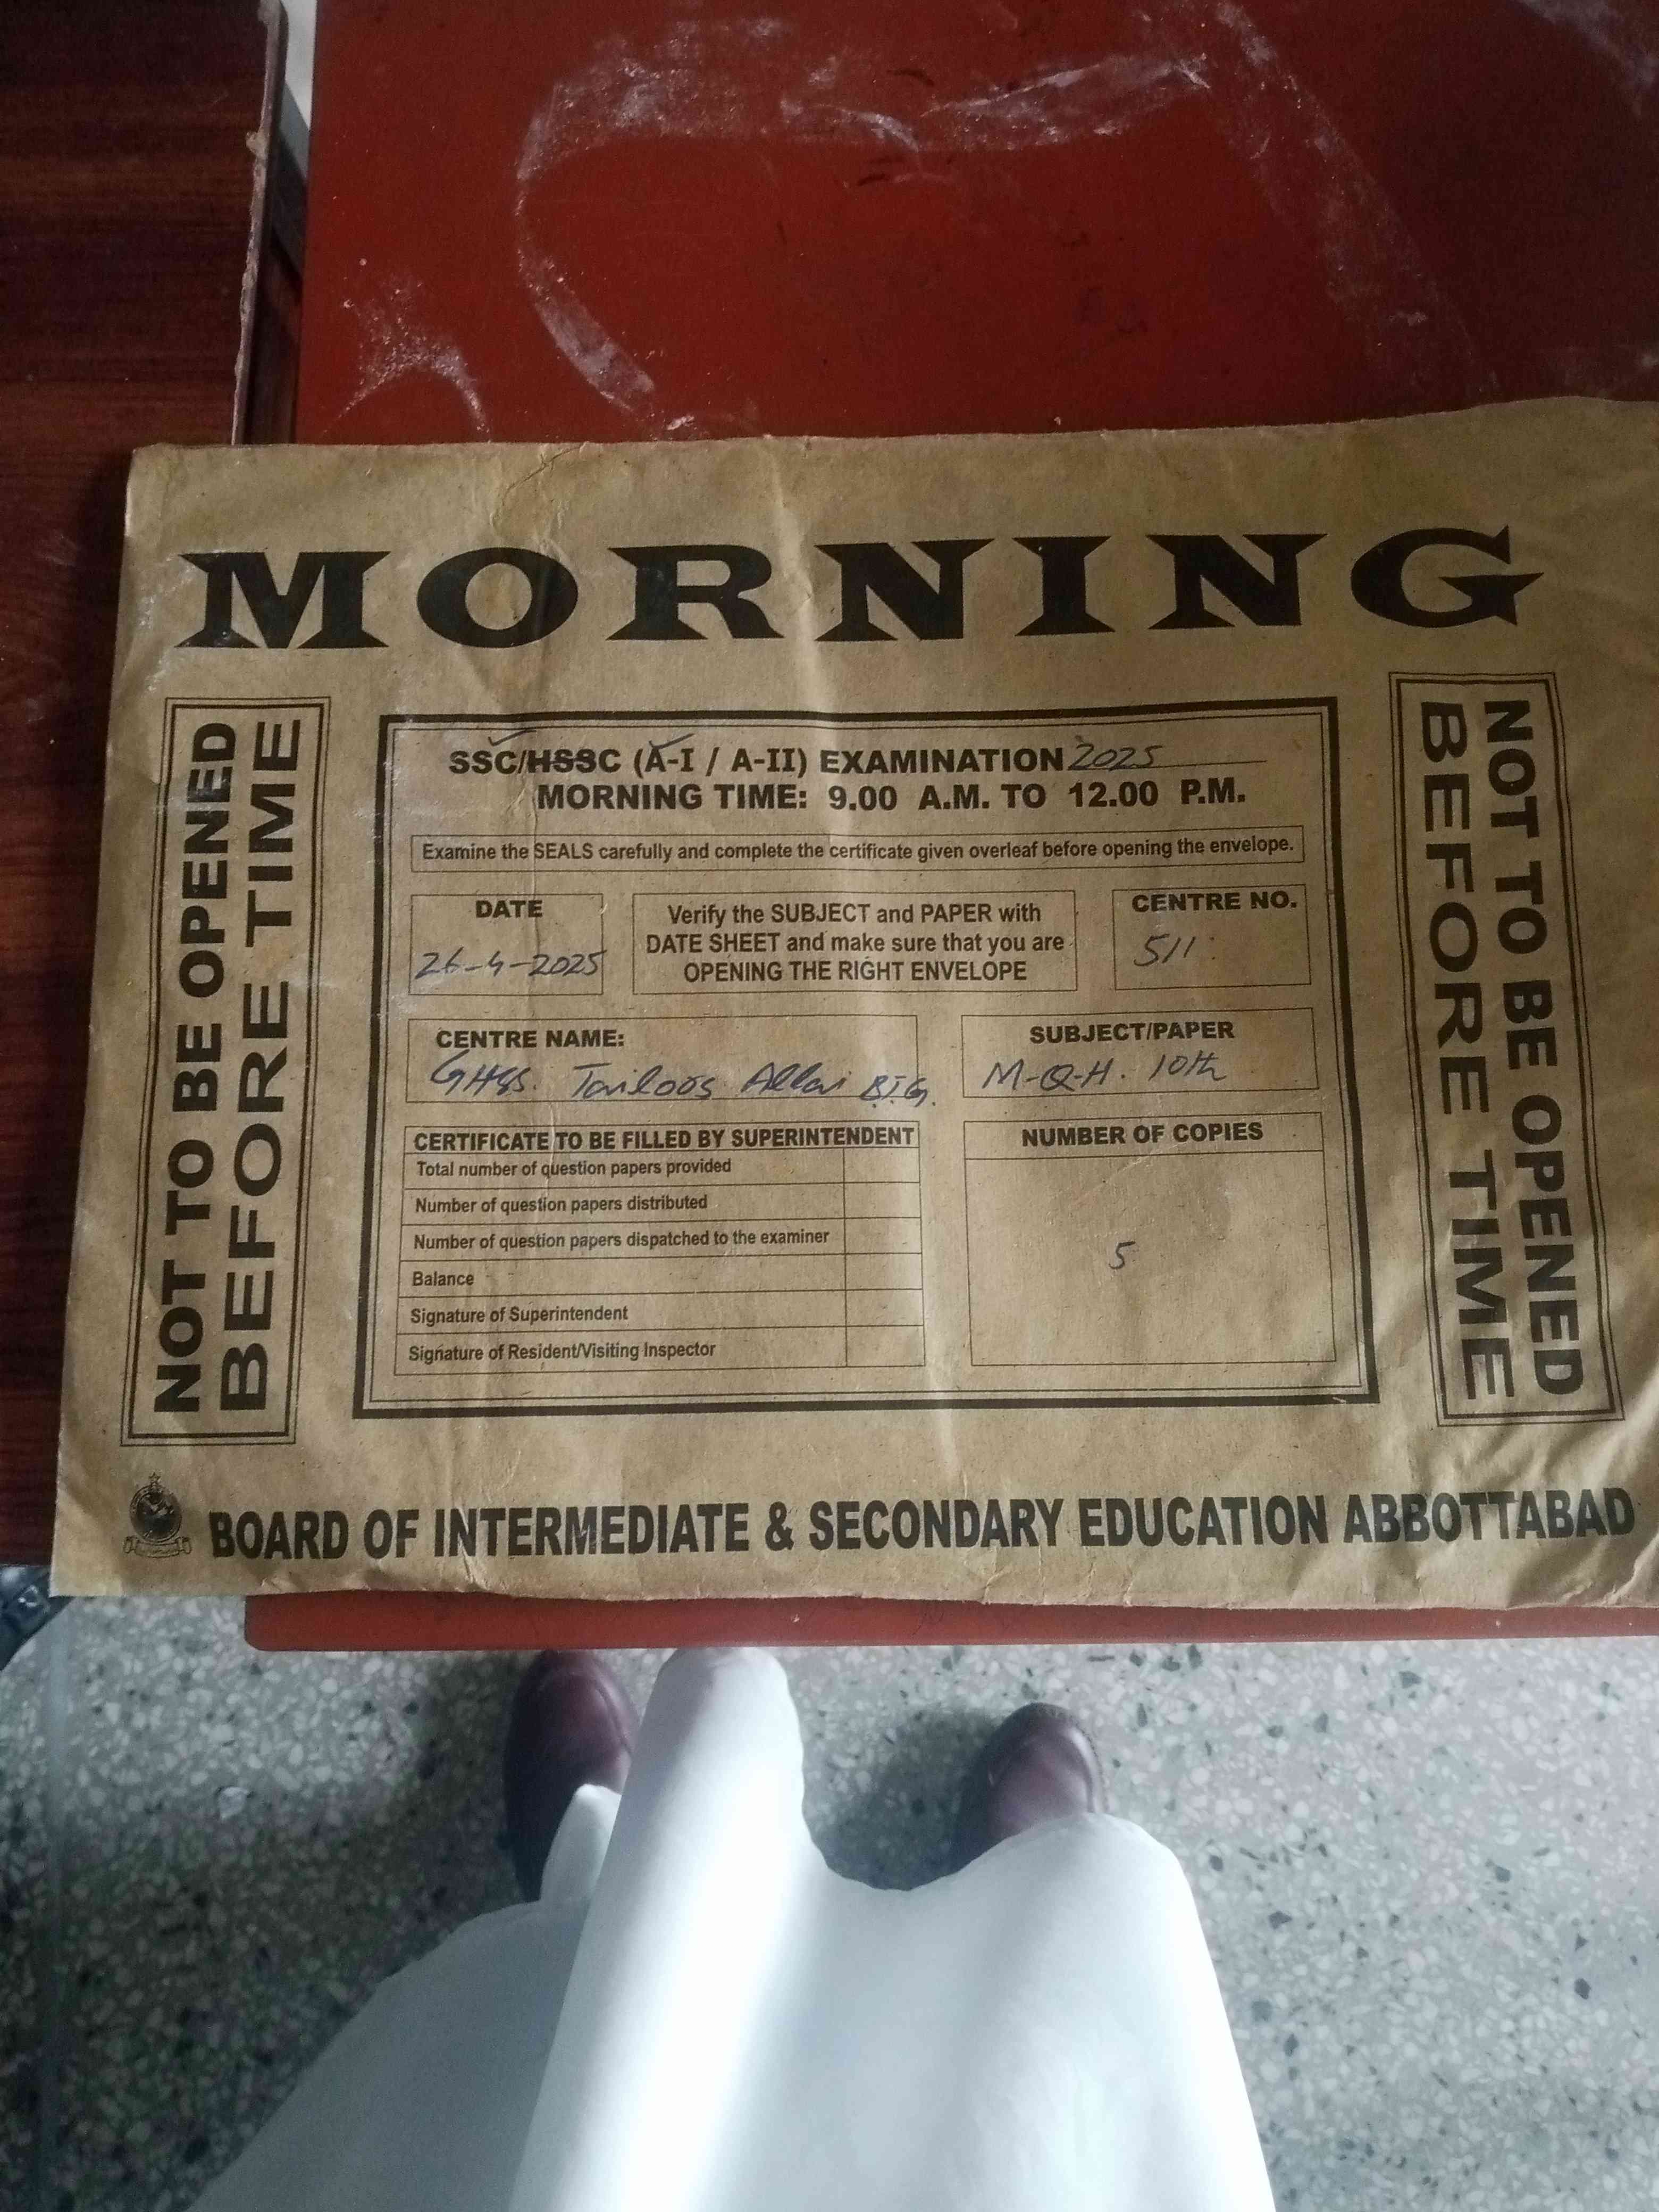 MORNING
NOT TO BE OPENED
BEFORE TIME
SSC/HSSC (A-I / A-II) EXAMINATION 2025
MORNING TIME: 9.00 A.M. TO 12.00 P.M.
Examine the SEALS carefully and complete the certificate given overleaf before opening the envelope.
DATE
26-4-2025
Verify the SUBJECT and PAPER with
DATE SHEET and make sure that you are
OPENING THE RIGHT ENVELOPE
CENTRE NO.
511
CENTRE NAME:
GHSS. Tailoos Allai B.T.G.
SUBJECT/PAPER
M-Q-H. 10th
CERTIFICATE TO BE FILLED BY SUPERINTENDENT
Total number of question papers provided
Number of question papers distributed
Number of question papers dispatched to the examiner
Balance
Signature of Superintendent
Signature of Resident/Visiting Inspector
NUMBER OF COPIES
5
NOT TO BE OPENED
BEFORE TIME
BOARD OF INTERMEDIATE & SECONDARY EDUCATION ABBOTTABAD